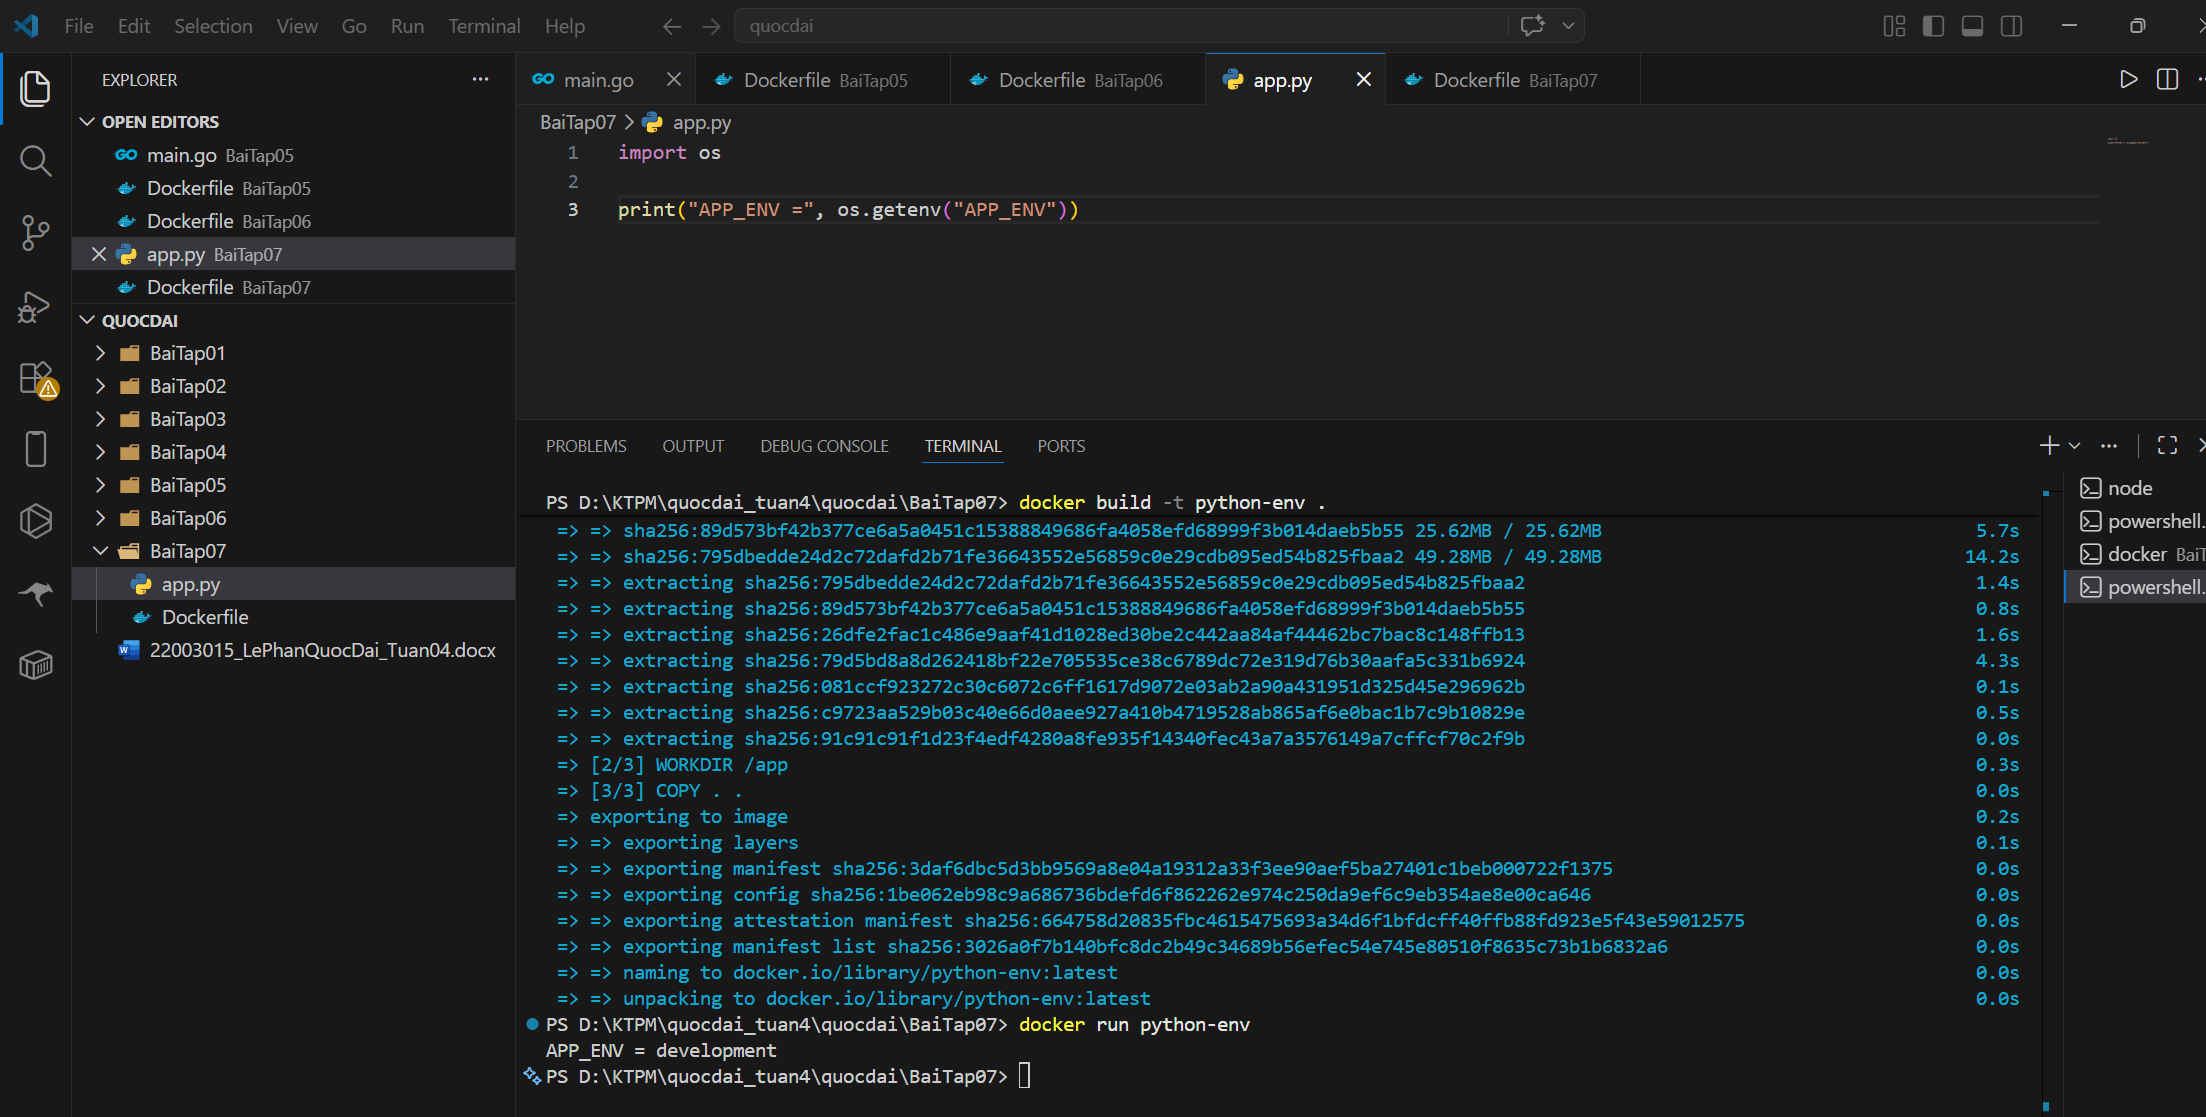 File Edit Selection View Go Run Terminal Help
quocdai
EXPLORER
OPEN EDITORS
main.go BaiTap05
Dockerfile BaiTap05
Dockerfile BaiTap06
app.py BaiTap07
Dockerfile BaiTap07
QUOCDAI
BaiTap01
BaiTap02
BaiTap03
BaiTap04
BaiTap05
BaiTap06
BaiTap07
app.py
Dockerfile
22003015_LePhanQuocDai_Tuan04.docx
main.go
Dockerfile BaiTap05
Dockerfile BaiTap06
app.py
Dockerfile BaiTap07
BaiTap07 > app.py
1 import os
2
3 print("APP_ENV =", os.getenv("APP_ENV"))
PROBLEMS OUTPUT DEBUG CONSOLE TERMINAL PORTS
PS D:\KTPM\quocdai_tuan4\quocdai\BaiTap07> docker build -t python-env .
=> => sha256:89d573bf42b377ce6a5a0451c15388849686fa4058efd68999f3b014daeb5b55 25.62MB / 25.62MB 5.7s
=> => sha256:795dbedde24d2c72dafd2b71fe36643552e56859c0e29cdb095ed54b825fbaa2 49.28MB / 49.28MB 14.2s
=> => extracting sha256:795dbedde24d2c72dafd2b71fe36643552e56859c0e29cdb095ed54b825fbaa2 1.4s
=> => extracting sha256:89d573bf42b377ce6a5a0451c15388849686fa4058efd68999f3b014daeb5b55 0.8s
=> => extracting sha256:26dfe2fac1c486e9aaf41d1028ed30be2c442aa84af44462bc7bac8c148ffb13 1.6s
=> => extracting sha256:79d5bd8a8d262418bf22e705535ce38c6789dc72e319d76b30aafa5c331b6924 4.3s
=> => extracting sha256:081ccf923272c30c6072c6ff1617d9072e03ab2a90a431951d325d45e296962b 0.1s
=> => extracting sha256:c9723aa529b03c40e66d0aee927a410b4719528ab865af6e0bac1b7c9b10829e 0.5s
=> => extracting sha256:91c91c91f1d23f4edf4280a8fe935f14340fec43a7a3576149a7cffcf70c2f9b 0.0s
=> [2/3] WORKDIR /app 0.3s
=> [3/3] COPY . . 0.0s
=> exporting to image 0.2s
=> => exporting layers 0.1s
=> => exporting manifest sha256:3daf6dbc5d3bb9569a8e04a19312a33f3ee90aef5ba27401c1beb000722f1375 0.0s
=> => exporting config sha256:1be062eb98c9a686736bdefd6f862262e974c250da9ef6c9eb354ae8e00ca646 0.0s
=> => exporting attestation manifest sha256:664758d20835fbc4615475693a34d6f1bfdcff40ffb88fd923e5f43e59012575 0.0s
=> => exporting manifest list sha256:3026a0f7b140bfc8dc2b49c34689b56efec54e745e80510f8635c73b1b6832a6 0.0s
=> => naming to docker.io/library/python-env:latest 0.0s
=> => unpacking to docker.io/library/python-env:latest 0.0s
PS D:\KTPM\quocdai_tuan4\quocdai\BaiTap07> docker run python-env
APP_ENV = development
PS D:\KTPM\quocdai_tuan4\quocdai\BaiTap07>
node
powershell.
docker BaiT
powershell.